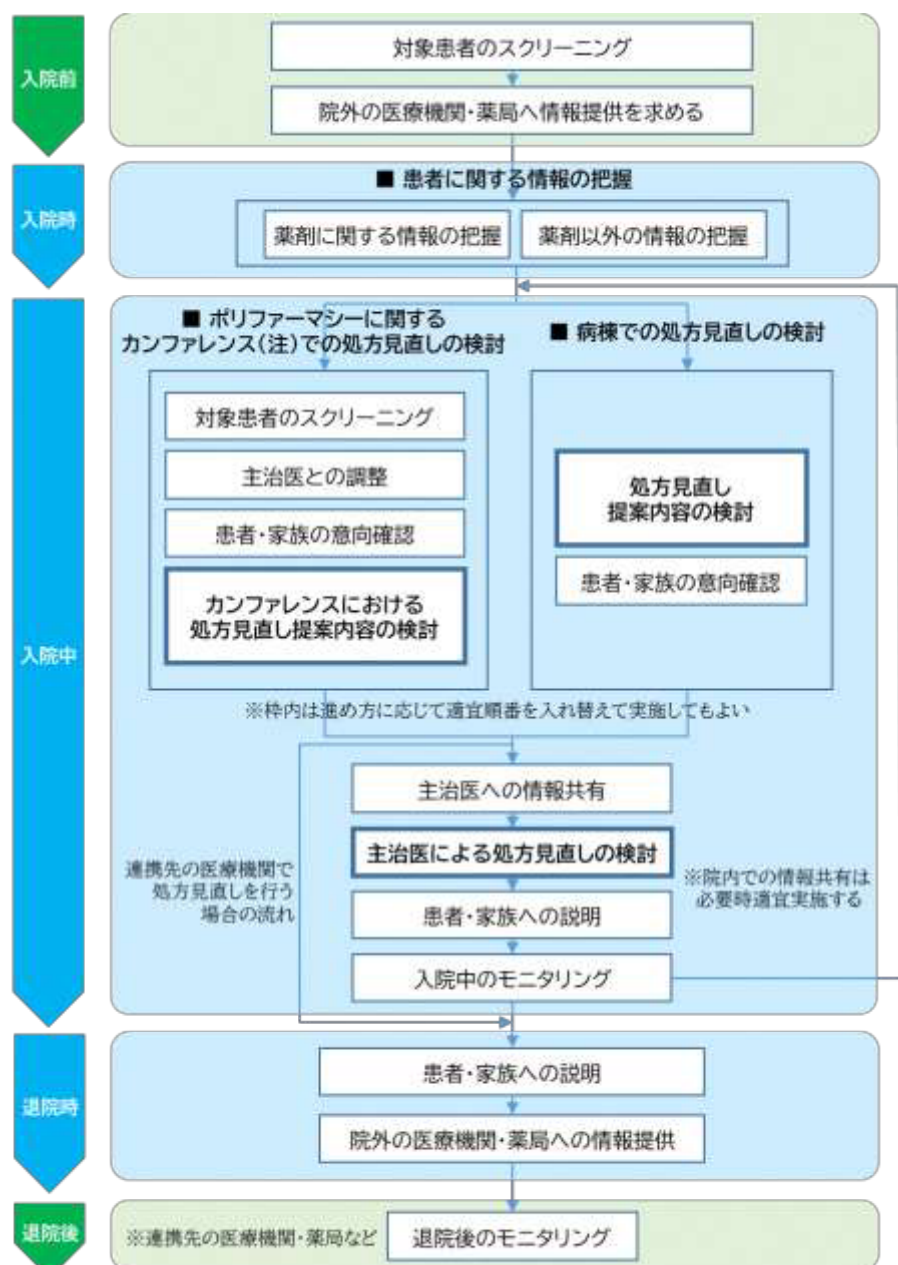 入院前
対象患者のスクリーニング
院外の医療機関・薬局へ情報提供を求める
入院時
■ 患者に関する情報の把握
薬剤に関する情報の把握
薬剤以外の情報の把握
入院中
■ ポリファーマシーに関する
カンファレンス(注)での処方見直しの検討
対象患者のスクリーニング
主治医との調整
患者・家族の意向確認
カンファレンスにおける
処方見直し提案内容の検討
■ 病棟での処方見直しの検討
処方見直し
提案内容の検討
患者・家族の意向確認
※枠内は進め方に応じて適宜順番を入れ替えて実施してもよい
主治医への情報共有
主治医による処方見直しの検討
患者・家族への説明
入院中のモニタリング
連携先の医療機関で
処方見直しを行う
場合の流れ
※院内での情報共有は
必要時適宜実施する
退院時
患者・家族への説明
院外の医療機関・薬局への情報提供
退院後
※連携先の医療機関・薬局など
退院後のモニタリング